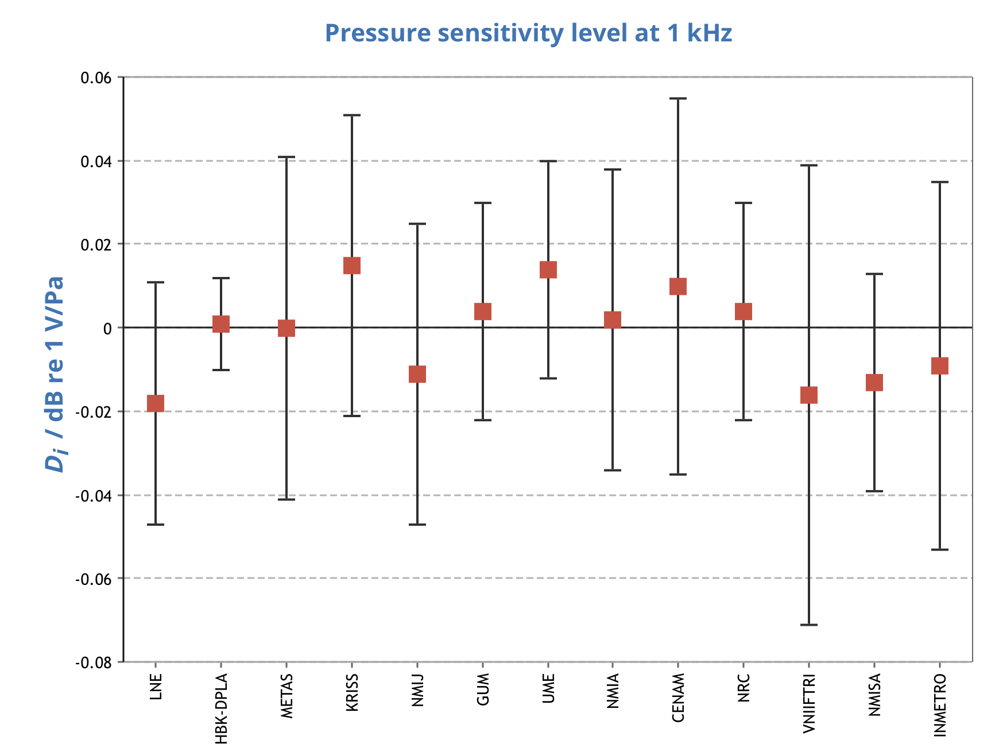 Pressure sensitivity level at 1 kHz
D_i / dB re 1 V/Pa
0.06
0.04
0.02
0
-0.02
-0.04
-0.06
-0.08
LNE
HBK-DPLA
METAS
KRISS
NMIJ
GUM
UME
NMIA
CENAM
NRC
VNIIFTRI
NMISA
INMETRO